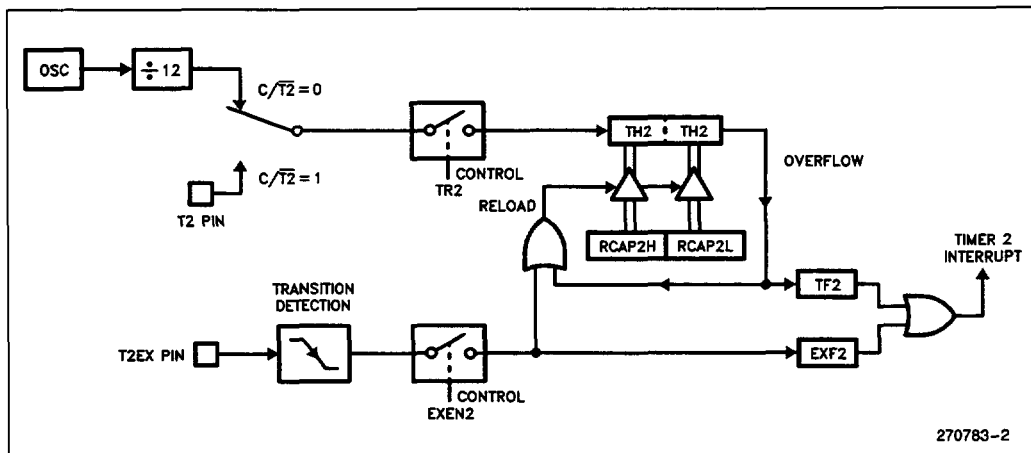 OSC
÷ 12
C/T2̅ = 0
TH2 TH2
OVERFLOW
CONTROL
TR2
C/T2̅ = 1
T2 PIN
RELOAD
RCAP2H RCAP2L
TIMER 2
INTERRUPT
TRANSITION
DETECTION
TF2
T2EX PIN
EXF2
CONTROL
EXEN2
270783-2